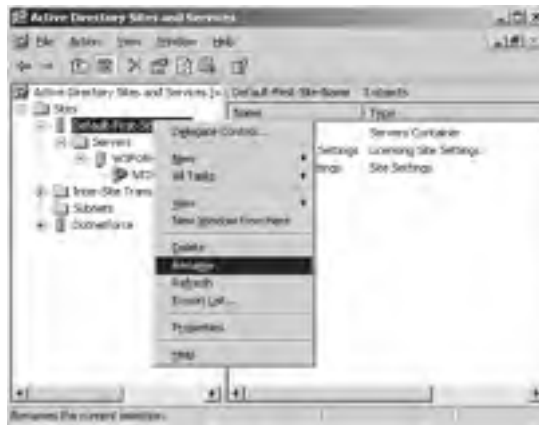 Active Directory Sites and Services
File Action View Window Help
Active Directory Sites and Services
Default-First-Site-Name 3 objects
Sites
Default-First-Si
Servers
NTD
Inter-Site Trans
Subnets
Name Type
Servers Container
Settings Licensing Site Settings
ings Site Settings
Delegate Control...
New
All Tasks
View
New Window from Here
Delete
Rename
Refresh
Export List...
Properties
Help
Renames the current selection.